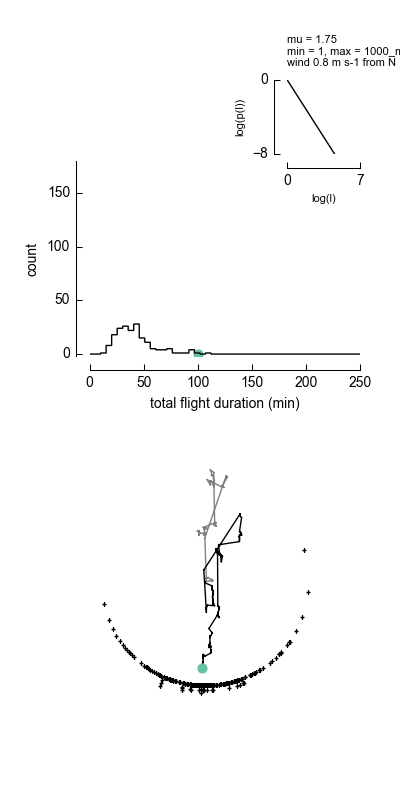 mu = 1.75
min = 1, max = 1000_m
wind 0.8 m s-1 from N
0
log(p(l))
−8
0 7
log(l)
150
100
50
0
count
0 50 100 150 200 250
total flight duration (min)